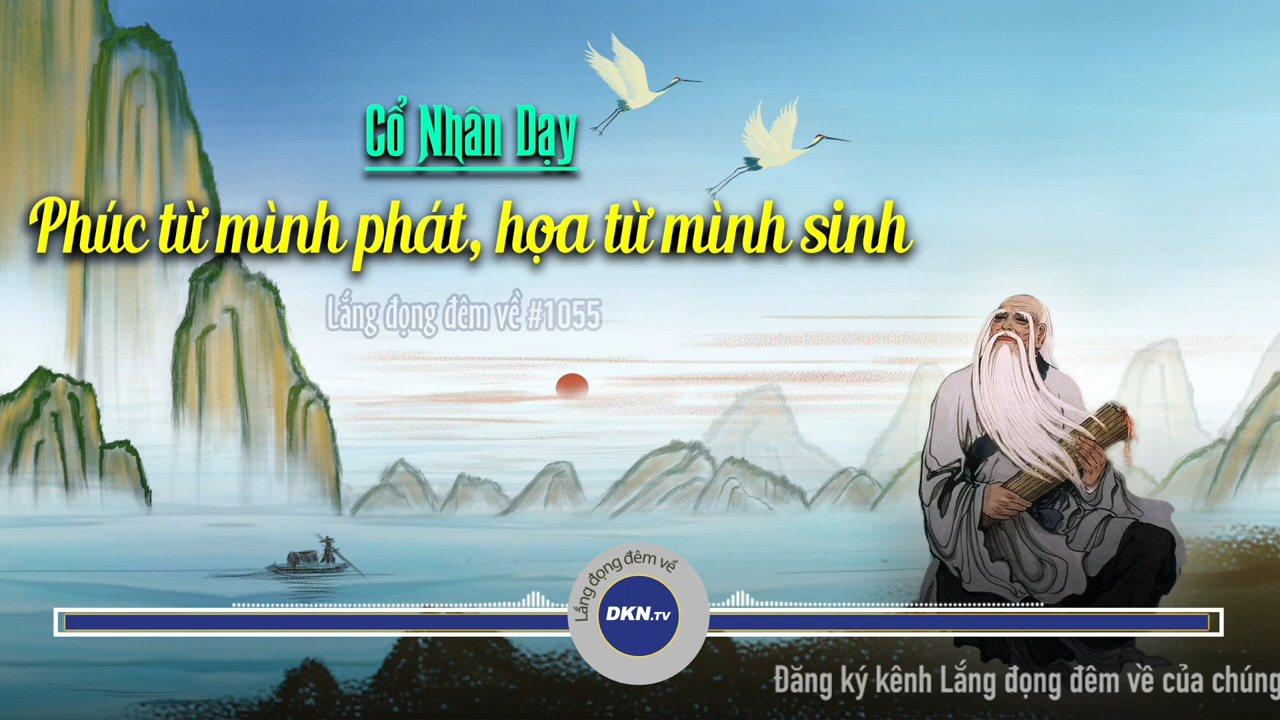 Cổ Nhân Dạy
Phúc từ mình phát, họa từ mình sinh
Lắng đọng đêm về #1055
Lắng đọng đêm về
DKN.TV
Đăng ký kênh Lắng đọng đêm về của chúng